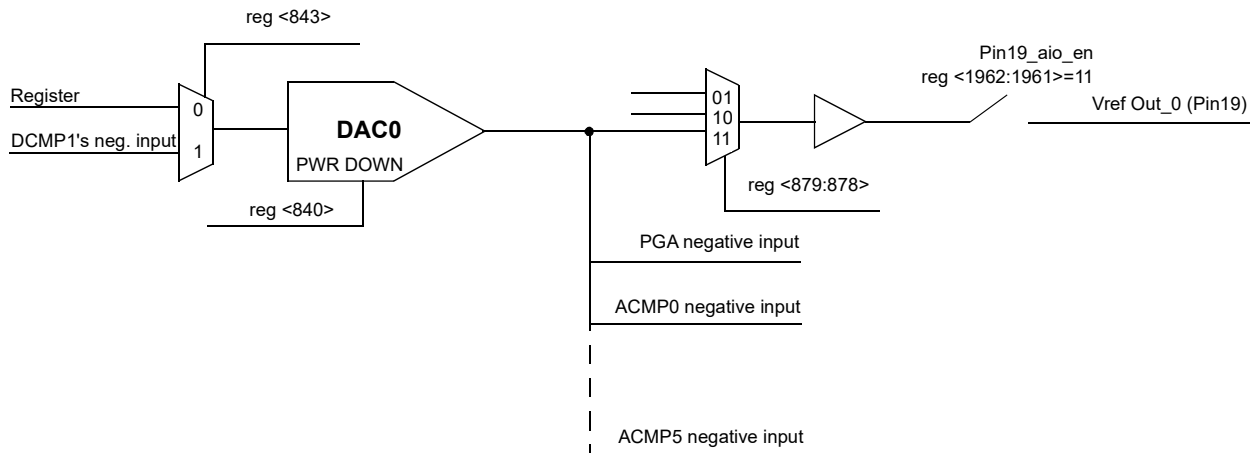 reg <843>
Pin19_aio_en
reg <1962:1961>=11
Register
0
01
Vref Out_0 (Pin19)
10
DAC0
DCMP1's neg. input
1
11
PWR DOWN
reg <879:878>
reg <840>
PGA negative input
ACMP0 negative input
ACMP5 negative input